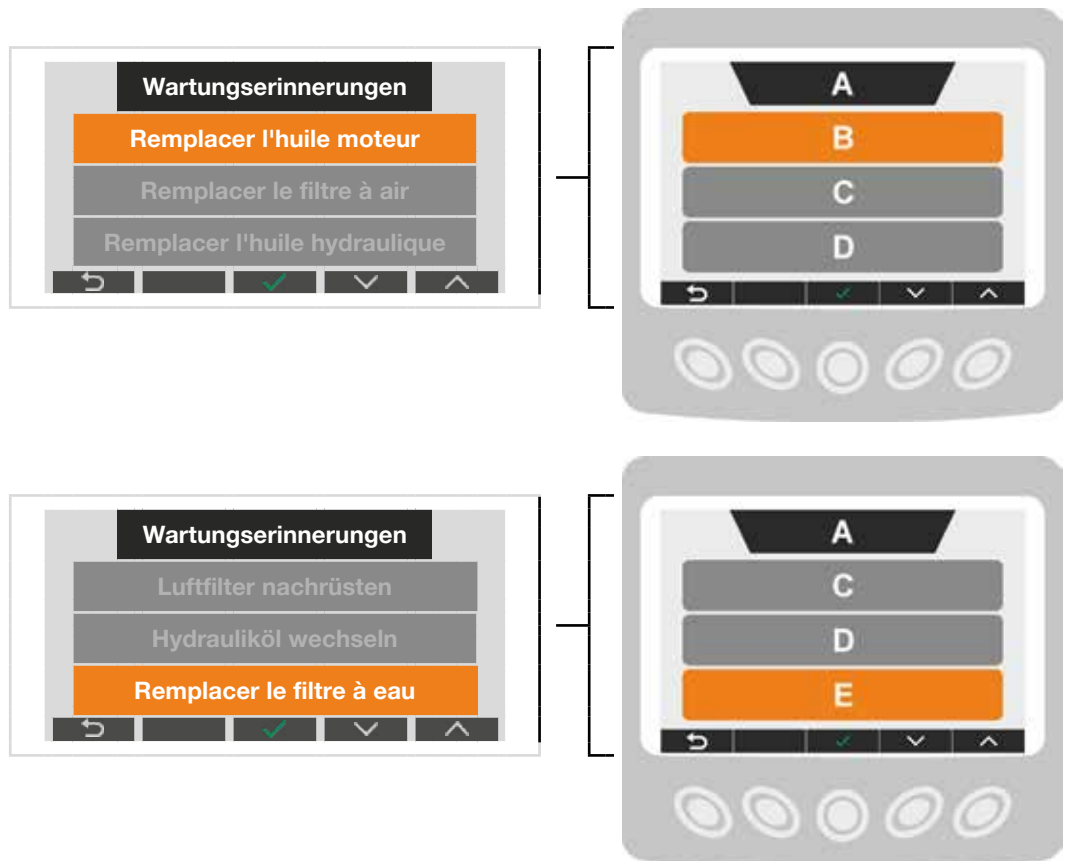 Wartungserinnerungen
Remplacer l'huile moteur
Remplacer le filtre à air
Remplacer l'huile hydraulique
A
B
C
D
Wartungserinnerungen
Luftfilter nachrüsten
Hydrauliköl wechseln
Remplacer le filtre à eau
A
C
D
E